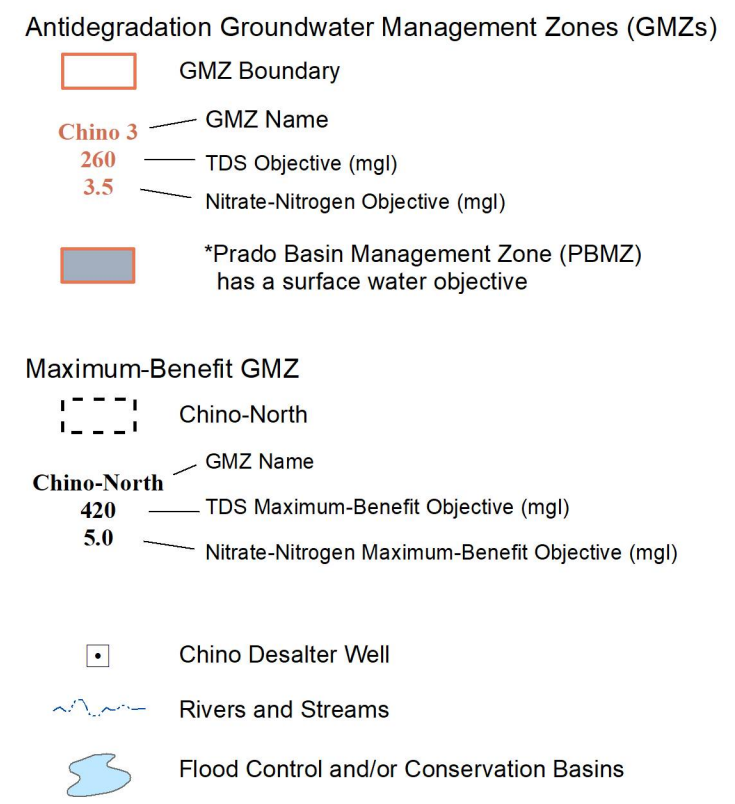 Antidegradation Groundwater Management Zones (GMZs)
GMZ Boundary
Chino 3
GMZ Name
260
TDS Objective (mgl)
3.5
Nitrate-Nitrogen Objective (mgl)
*Prado Basin Management Zone (PBMZ)
has a surface water objective
Maximum-Benefit GMZ
Chino-North
GMZ Name
Chino-North
420
TDS Maximum-Benefit Objective (mgl)
5.0
Nitrate-Nitrogen Maximum-Benefit Objective (mgl)
Chino Desalter Well
Rivers and Streams
Flood Control and/or Conservation Basins